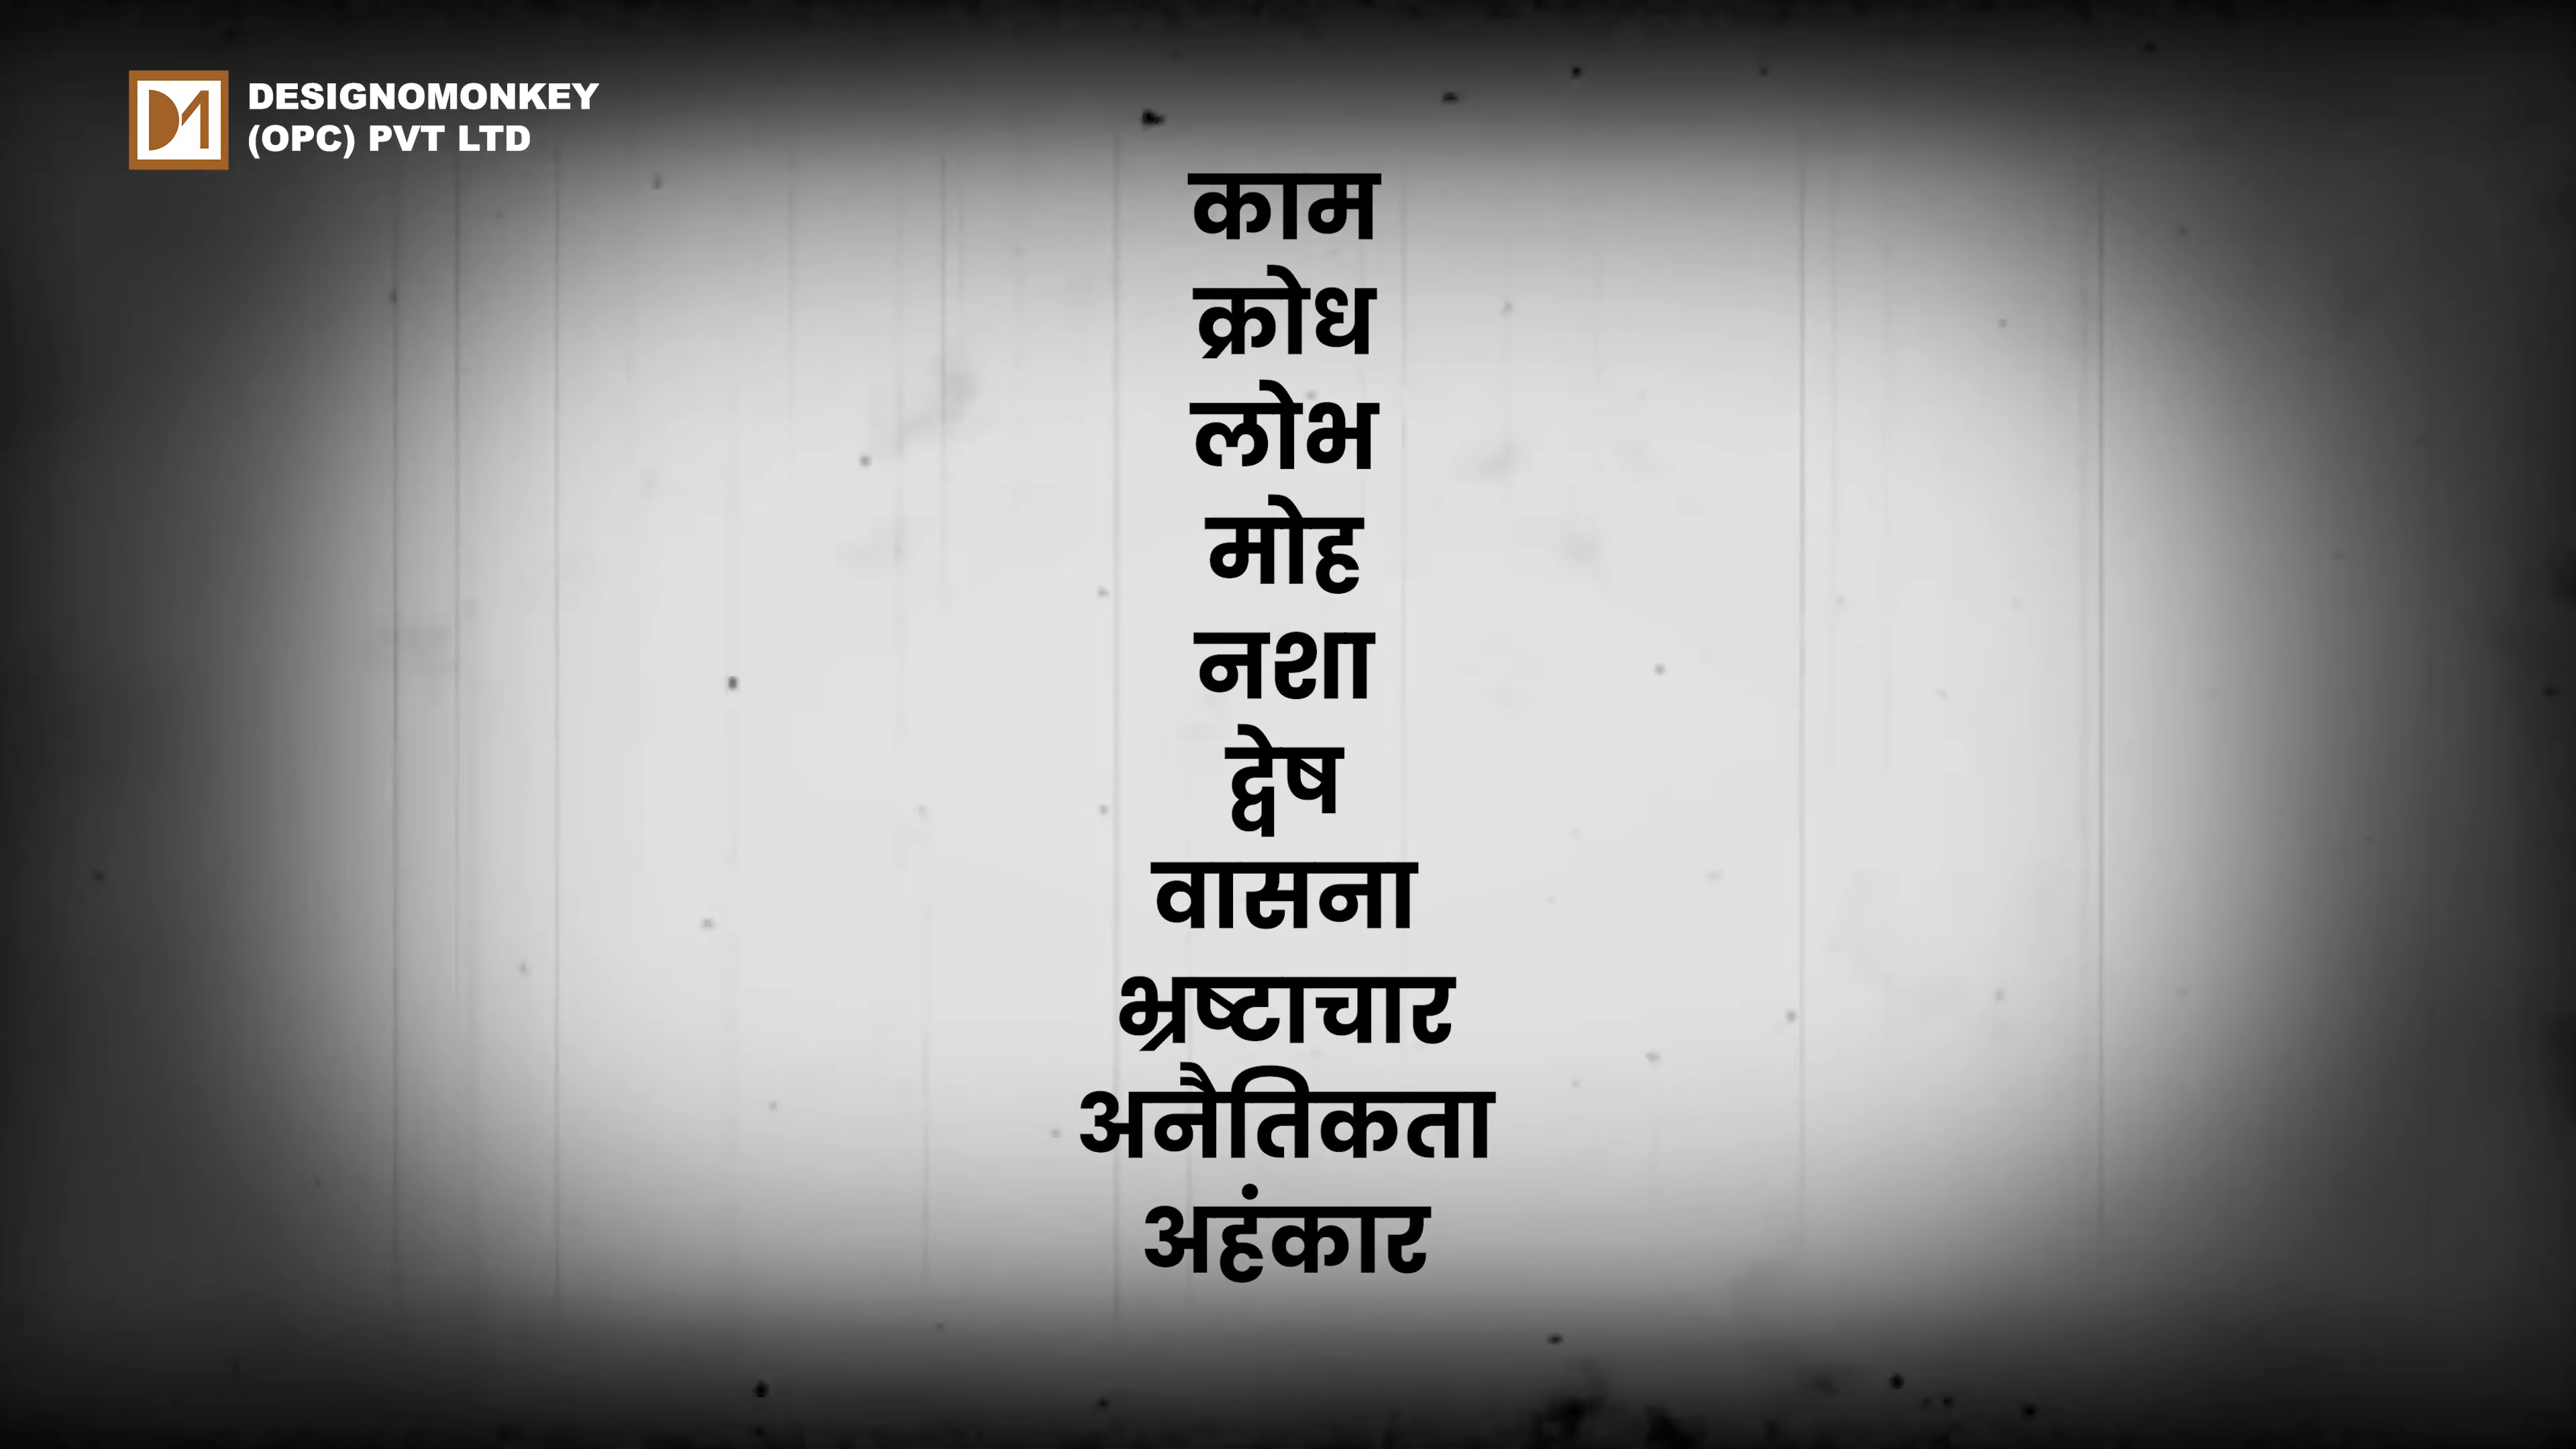 DESIGNOMONKEY
(OPC) PVT LTD
काम
क्रोध
लोभ
मोह
नशा
द्वेष
वासना
भ्रष्टाचार
अनैतिकता
अहंकार